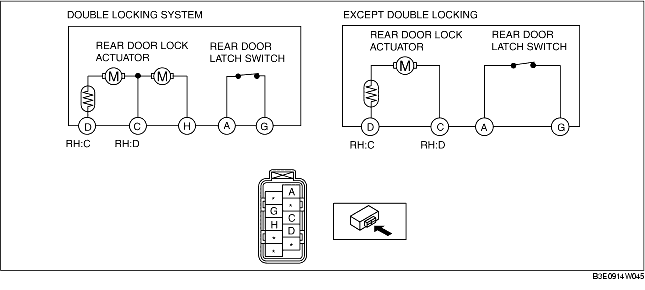 DOUBLE LOCKING SYSTEM
REAR DOOR LOCK
ACTUATOR
REAR DOOR
LATCH SWITCH
M
M
D
C
H
A
G
RH:C
RH:D
EXCEPT DOUBLE LOCKING
REAR DOOR LOCK
ACTUATOR
REAR DOOR
LATCH SWITCH
M
D
C
A
G
RH:C
RH:D
* A
G *
H C
* D
* *
B3E0914W045